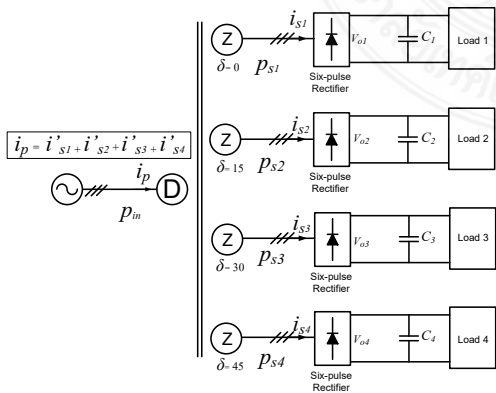 i_s1
Z
δ=0
p_s1
Six-pulse
Rectifier
V_o1
C_1
Load 1
i_s2
Z
δ=15
p_s2
Six-pulse
Rectifier
V_o2
C_2
Load 2
i_p = i'_s1 + i'_s2 + i'_s3 + i'_s4
i_p
D
p_in
i_s3
Z
δ=30
p_s3
Six-pulse
Rectifier
V_o3
C_3
Load 3
i_s4
Z
δ=45
p_s4
Six-pulse
Rectifier
V_o4
C_4
Load 4